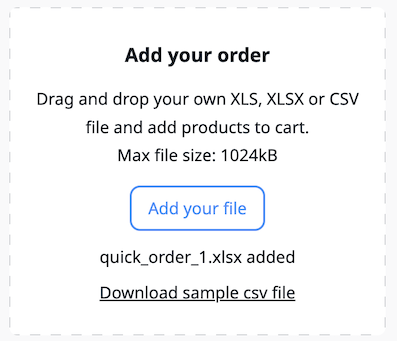 Add your order
Drag and drop your own XLS, XLSX or CSV
file and add products to cart.
Max file size: 1024kB
Add your file
quick_order_1.xlsx added
Download sample csv file